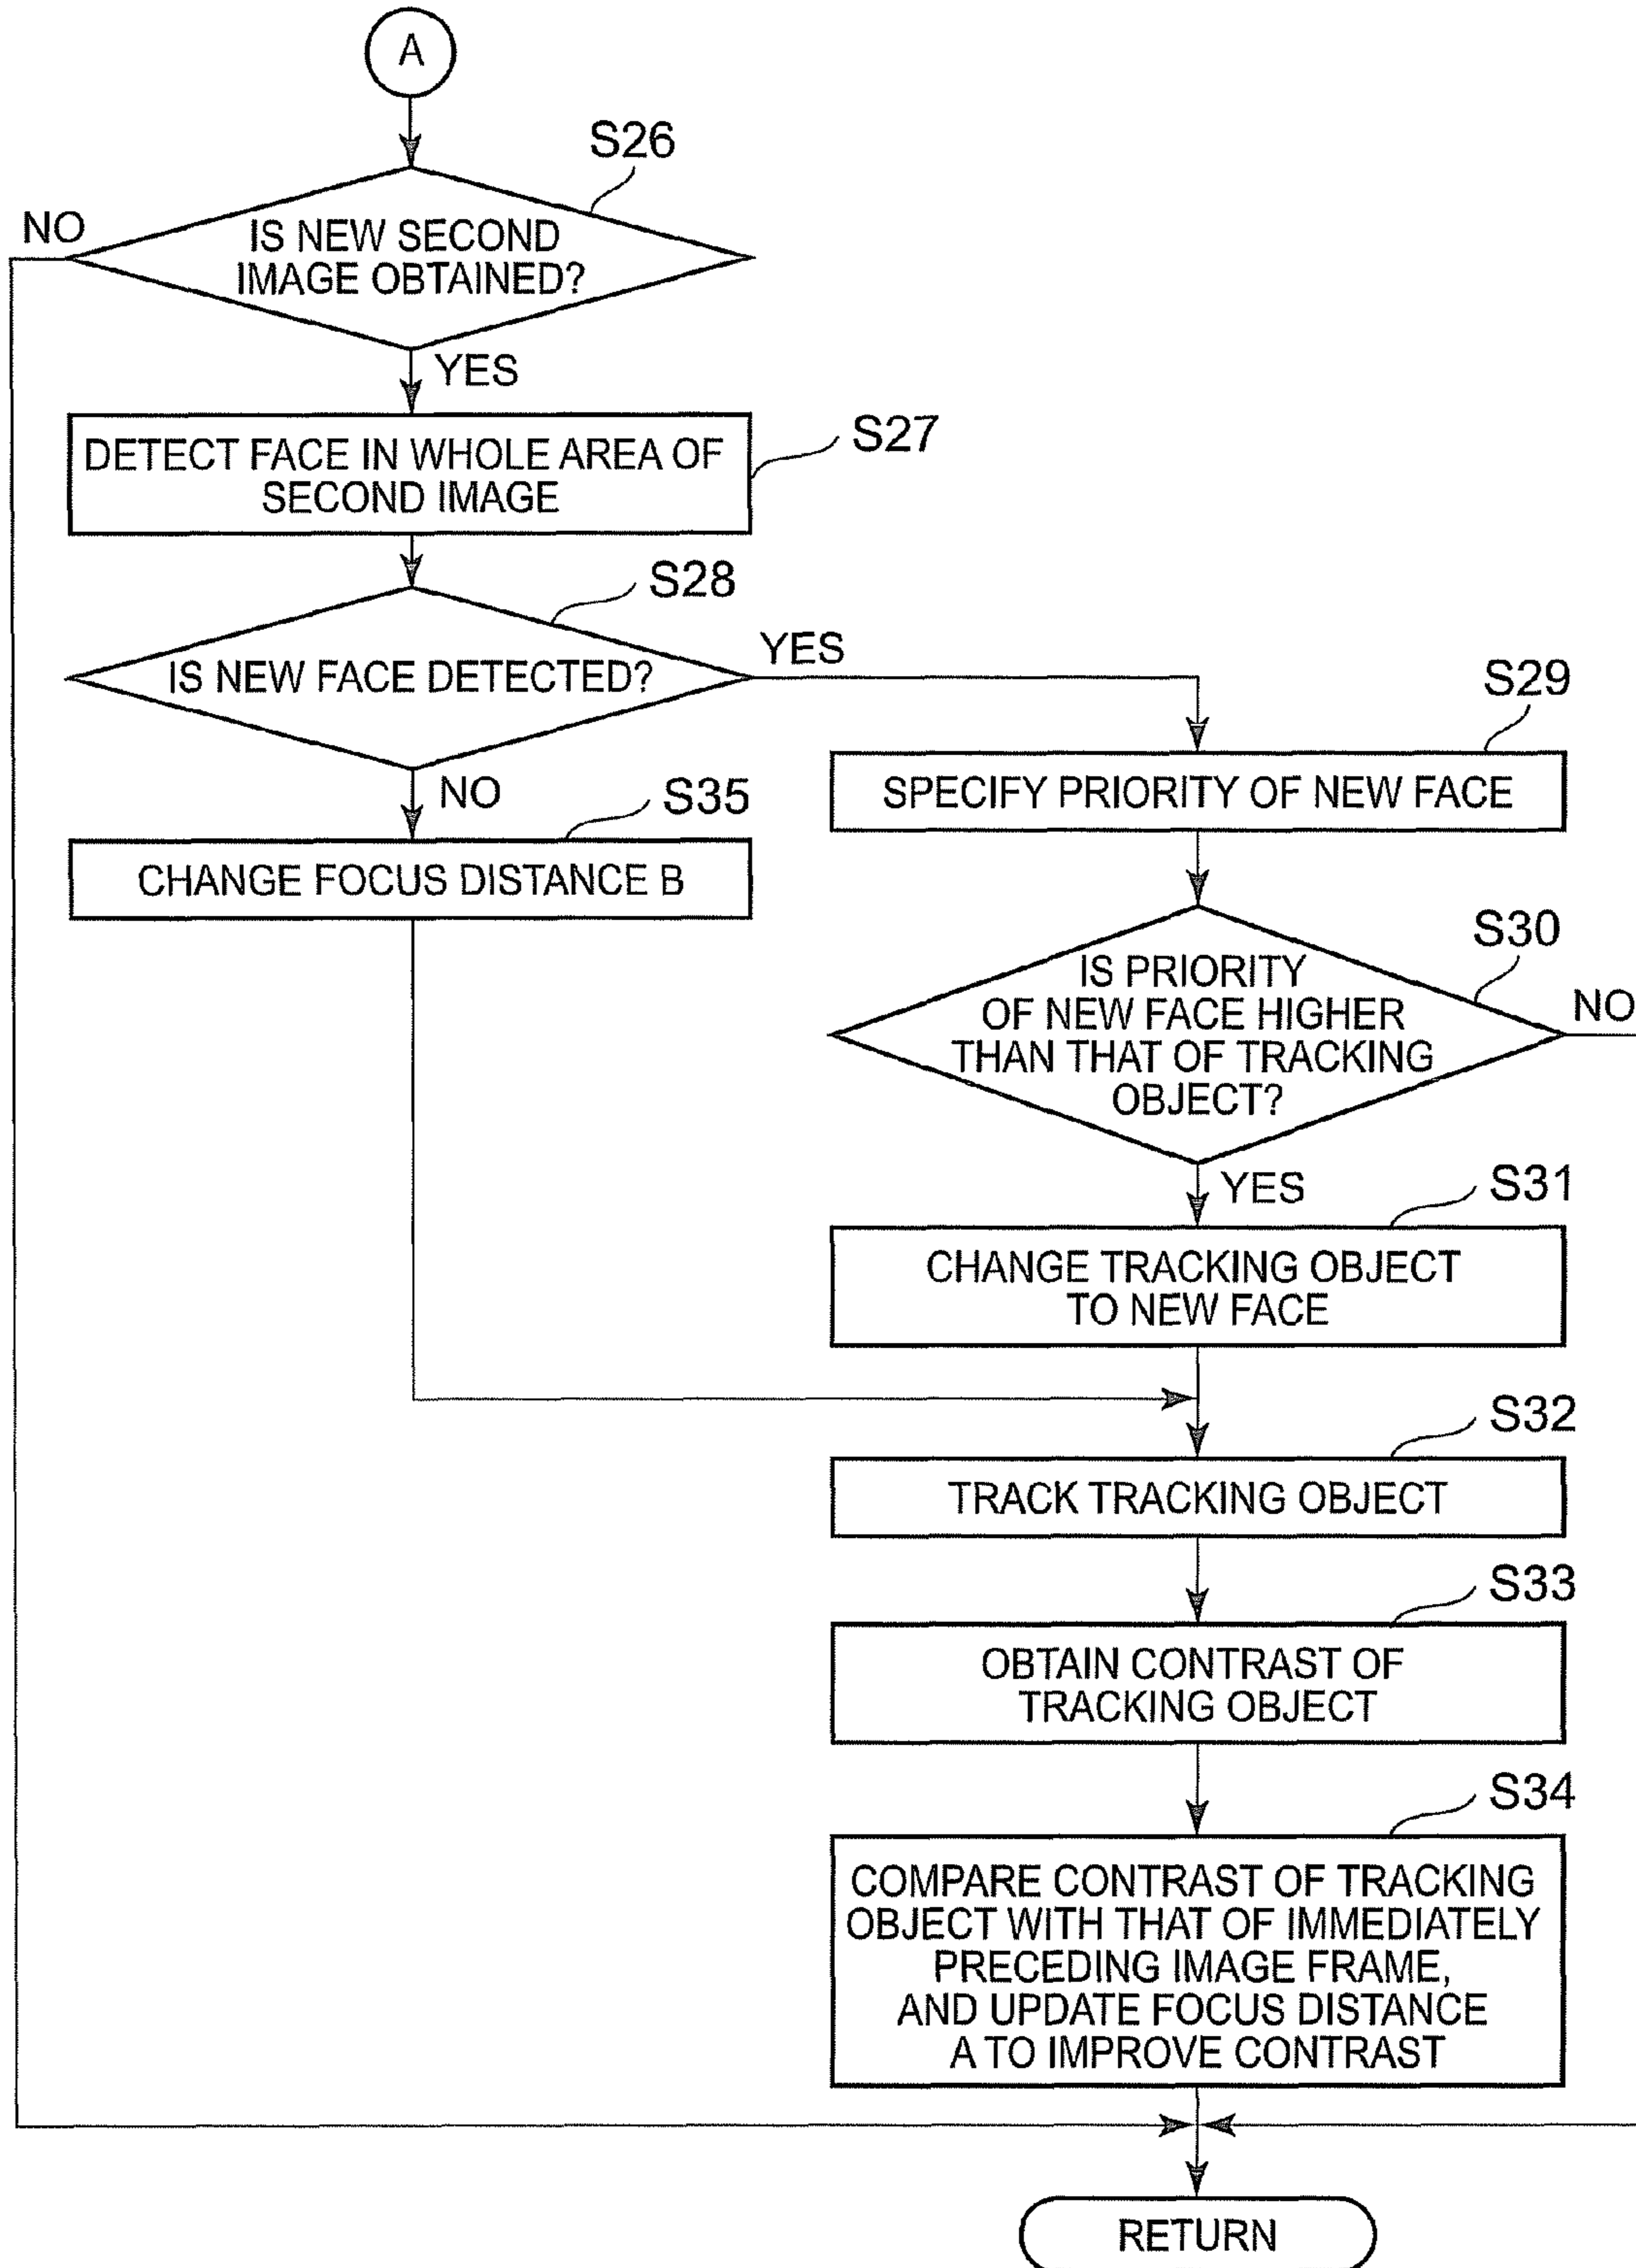 A
S26
NO
IS NEW SECOND
IMAGE OBTAINED?
YES
S27
DETECT FACE IN WHOLE AREA OF
SECOND IMAGE
S28
YES
IS NEW FACE DETECTED?
S29
SPECIFY PRIORITY OF NEW FACE
NO
S35
CHANGE FOCUS DISTANCE B
S30
IS PRIORITY
OF NEW FACE HIGHER
THAN THAT OF TRACKING
OBJECT?
NO
YES
S31
CHANGE TRACKING OBJECT
TO NEW FACE
S32
TRACK TRACKING OBJECT
S33
OBTAIN CONTRAST OF
TRACKING OBJECT
S34
COMPARE CONTRAST OF TRACKING
OBJECT WITH THAT OF IMMEDIATELY
PRECEDING IMAGE FRAME,
AND UPDATE FOCUS DISTANCE
A TO IMPROVE CONTRAST
RETURN